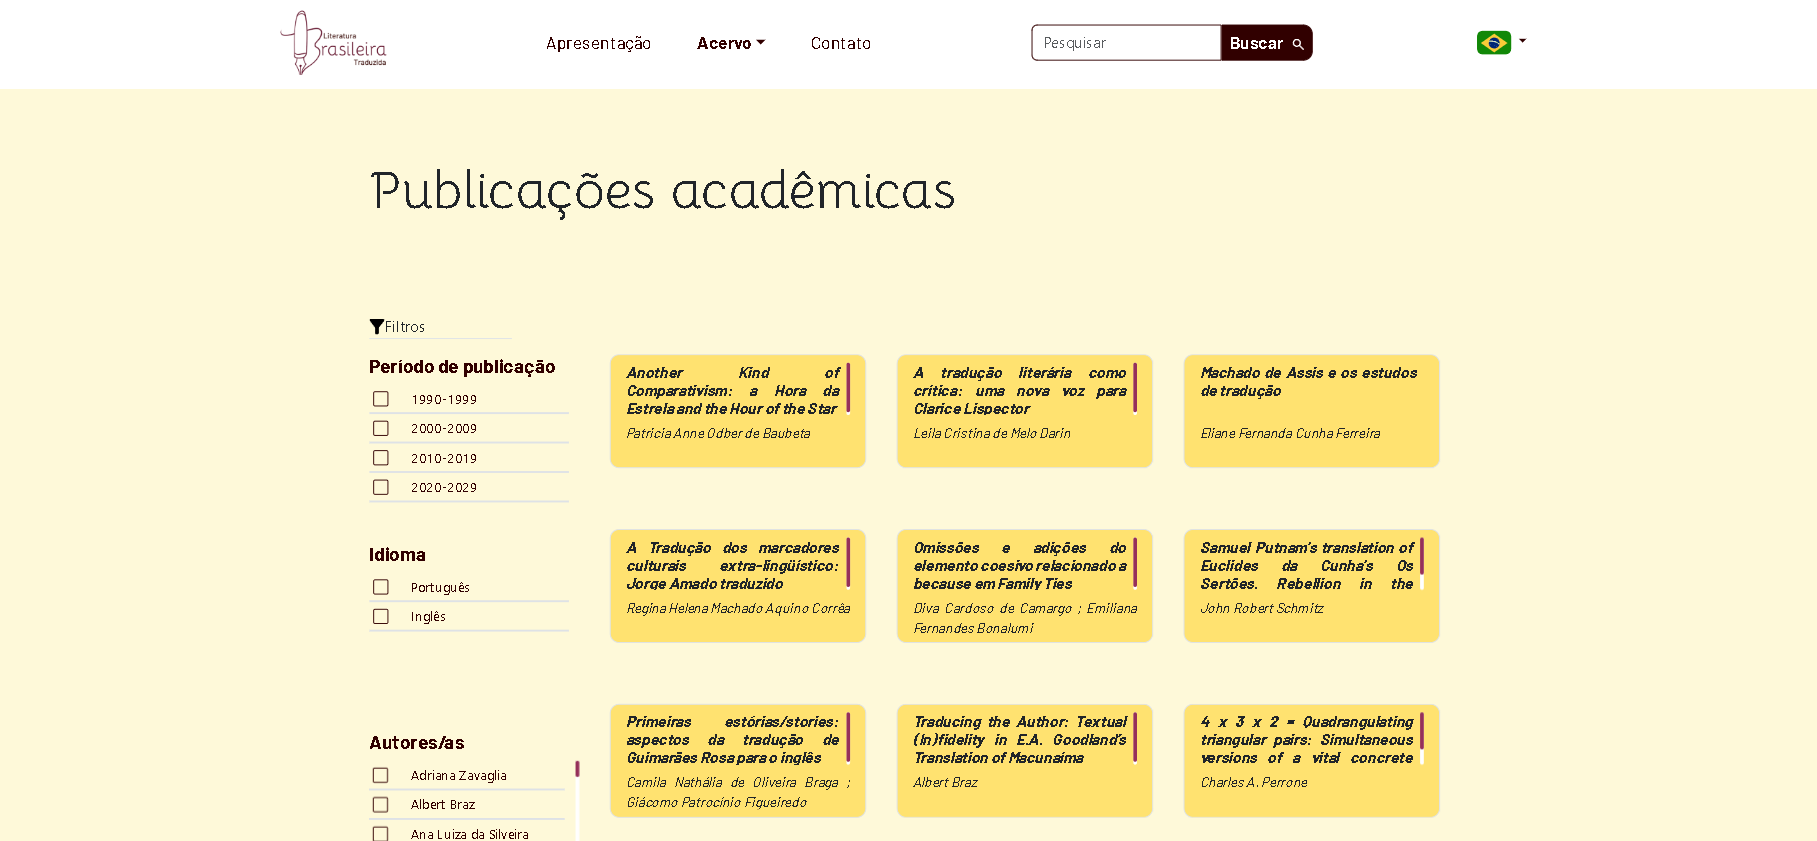 Literatura
Brasileira
Traduzida
Apresentação
Acervo
Contato
Pesquisar
Buscar
Publicações acadêmicas
Filtros
Período de publicação
1990-1999
2000-2009
2010-2019
2020-2029
Idioma
Português
Inglês
Autores/as
Adriana Zavaglia
Albert Braz
Ana Luiza da Silveira
Another Kind of
Comparativism: a Hora da
Estrela and the Hour of the Star
Patricia Anne Odber de Baubeta
A tradução literária como
crítica: uma nova voz para
Clarice Lispector
Leila Cristina de Melo Darin
Machado de Assis e os estudos
de tradução
Eliane Fernanda Cunha Ferreira
A Tradução dos marcadores
culturais extra-lingüístico:
Jorge Amado traduzido
Regina Helena Machado Aquino Corrêa
Omissões e adições do
elemento coesivo relacionado a
because em Family Ties
Diva Cardoso de Camargo ; Emiliana
Fernandes Bonalumi
Samuel Putnam's translation of
Euclides da Cunha's Os
Sertões. Rebellion in the
John Robert Schmitz
Primeiras estórias/stories:
aspectos da tradução de
Guimarães Rosa para o inglês
Camila Nathália de Oliveira Braga ;
Giácomo Patrocínio Figueiredo
Traducing the Author: Textual
(In)fidelity in E.A. Goodland's
Translation of Macunaíma
Albert Braz
4 x 3 x 2 = Quadrangulating
triangular pairs: Simultaneous
versions of a vital concrete
Charles A. Perrone